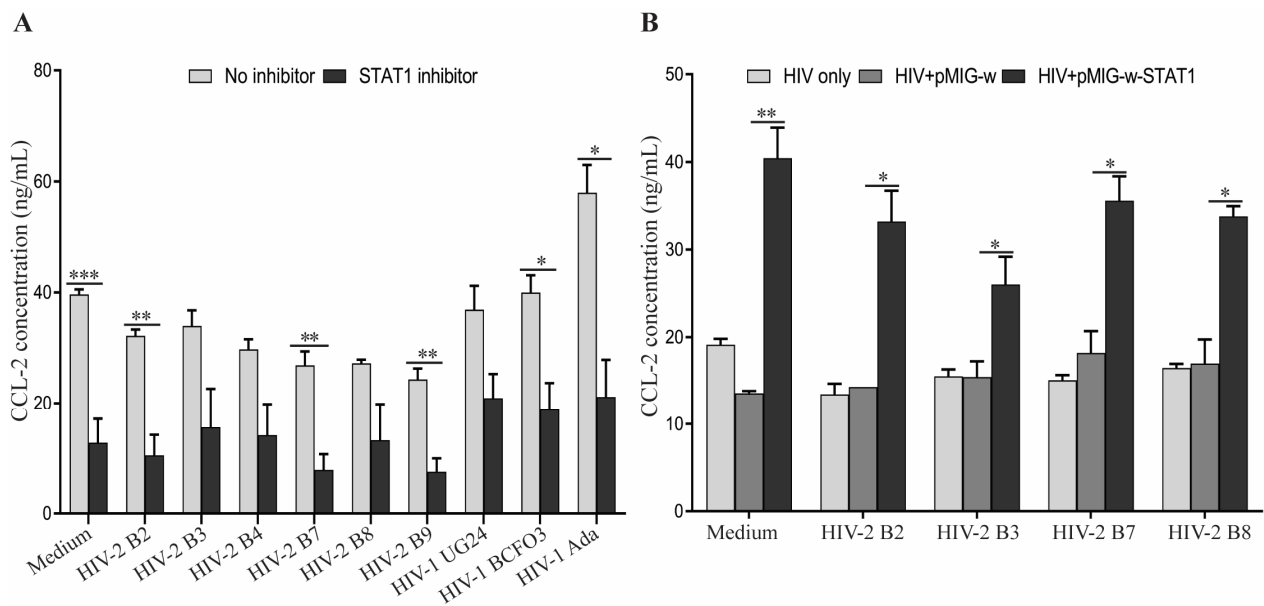 A
No inhibitor STAT1 inhibitor
CCL-2 concentration (ng/mL)
80
60
40
20
0
***
**
**
**
*
*
Medium
HIV-2 B2
HIV-2 B3
HIV-2 B4
HIV-2 B7
HIV-2 B8
HIV-2 B9
HIV-1 UG24
HIV-1 BCFO3
HIV-1 Ada
B
HIV only HIV+pMIG-w HIV+pMIG-w-STAT1
CCL-2 concentration (ng/mL)
50
40
30
20
10
0
**
*
*
*
*
Medium HIV-2 B2 HIV-2 B3 HIV-2 B7 HIV-2 B8